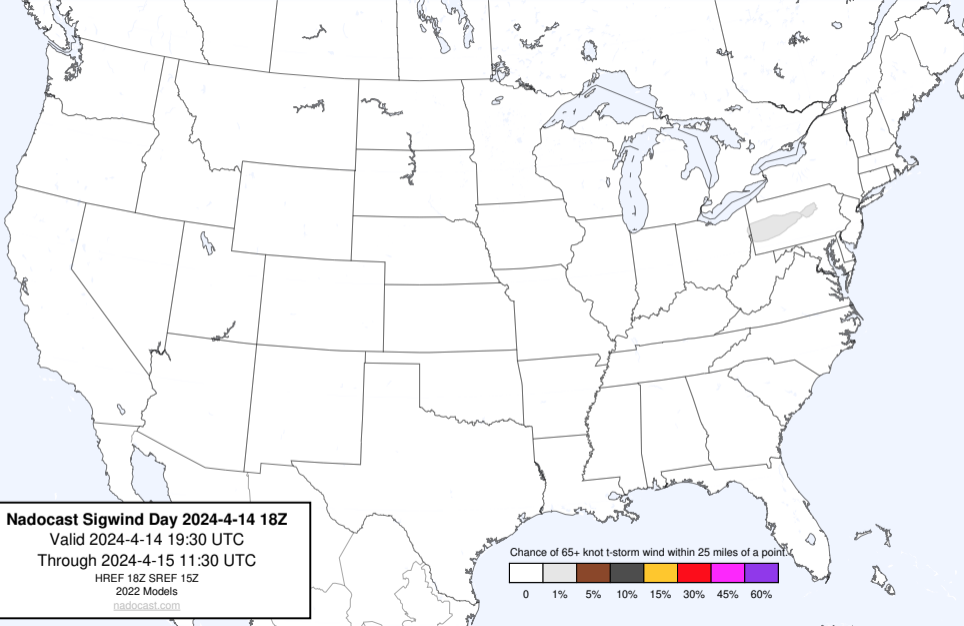 Nadocast Sigwind Day 2024-4-14 18Z
Valid 2024-4-14 19:30 UTC
Through 2024-4-15 11:30 UTC
HREF 18Z SREF 15Z
2022 Models
nadocast.com
Chance of 65+ knot t-storm wind within 25 miles of a point.
0 1% 5% 10% 15% 30% 45% 60%